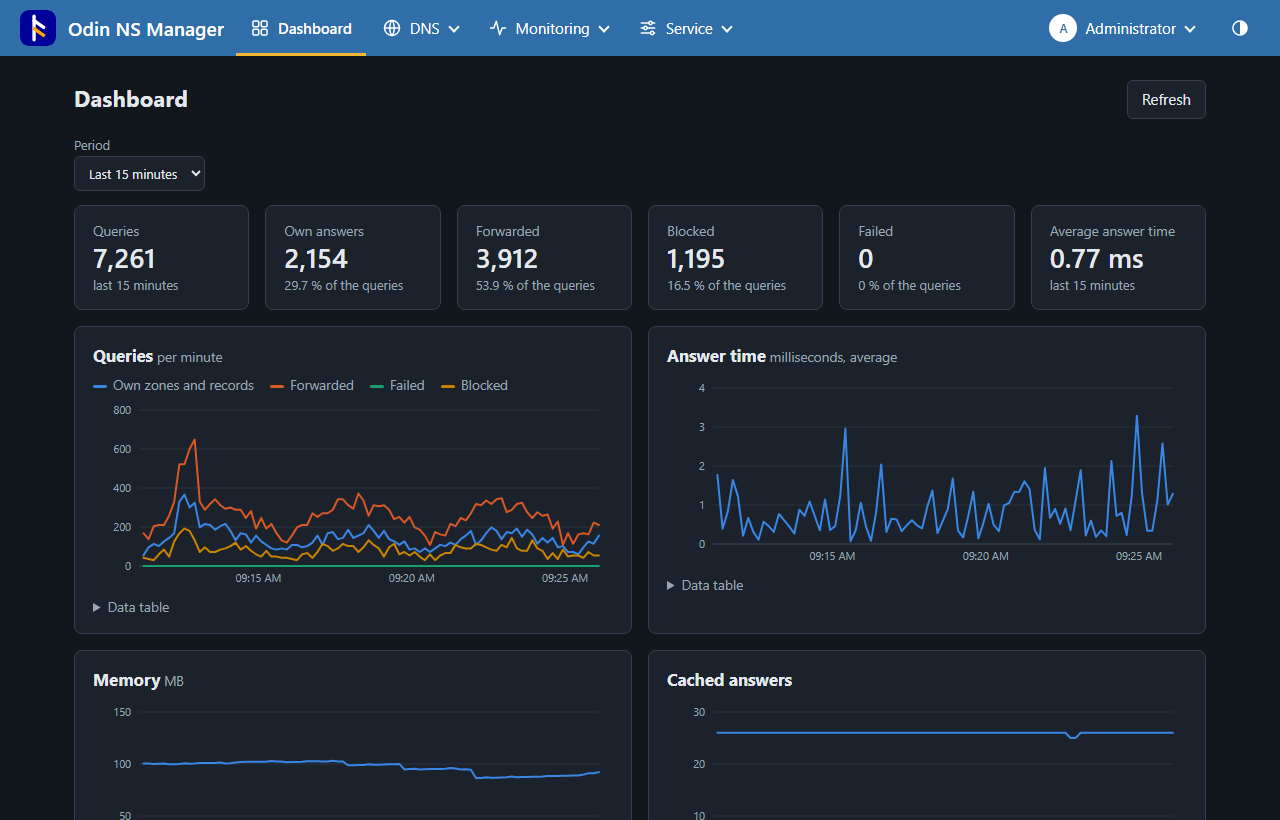 Odin NS Manager
Dashboard
DNS
Monitoring
Service
A
Administrator
Dashboard
Refresh
Period
Last 15 minutes
Queries
7,261
last 15 minutes
Own answers
2,154
29.7 % of the queries
Forwarded
3,912
53.9 % of the queries
Blocked
1,195
16.5 % of the queries
Failed
0
0 % of the queries
Average answer time
0.77 ms
last 15 minutes
Queries per minute
Own zones and records
Forwarded
Failed
Blocked
800
600
400
200
0
09:15 AM
09:20 AM
09:25 AM
Data table
Answer time milliseconds, average
4
3
2
1
0
09:15 AM
09:20 AM
09:25 AM
Data table
Memory MB
150
100
50
Cached answers
30
20
10